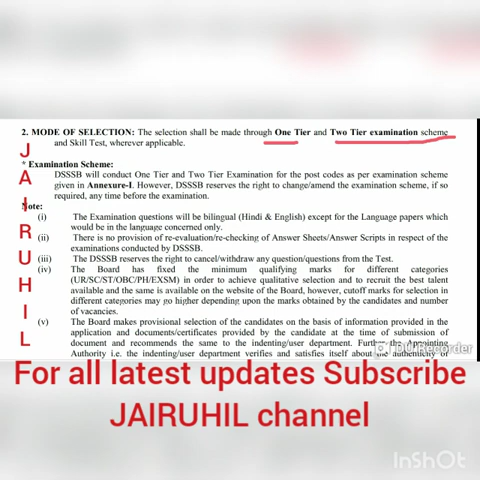 2. MODE OF SELECTION: The selection shall be made through One Tier and Two Tier examination scheme
and Skill Test, wherever applicable.
* Examination Scheme:
DSSSB will conduct One Tier and Two Tier Examination for the post codes as per examination scheme
given in Annexure-I. However, DSSSB reserves the right to change/amend the examination scheme, if so
required, any time before the examination.
Note:
(i) The Examination questions will be bilingual (Hindi & English) except for the Language papers which
would be in the language concerned only.
(ii) There is no provision of re-evaluation/re-checking of Answer Sheets/Answer Scripts in respect of the
examinations conducted by DSSSB.
(iii) The DSSSB reserves the right to cancel/withdraw any question/questions from the Test.
(iv) The Board has fixed the minimum qualifying marks for different categories
(UR/SC/ST/OBC/PH/EXSM) in order to achieve qualitative selection and to recruit the best talent
available and the same is available on the website of the Board, however, cutoff marks for selection in
different categories may go higher depending upon the marks obtained by the candidates and number
of vacancies.
(v) The Board makes provisional selection of the candidates on the basis of information provided in the
application and documents/certificates provided by the candidate at the time of submission of
document and recommends the same to the indenting/user department. Further the Appointing
Authority i.e. the indenting/user department verifies and satisfies itself about the authenticity of
J
A
I
R
U
H
I
L
DU Recorder
For all latest updates Subscribe
JAIRUHIL channel
InShOt